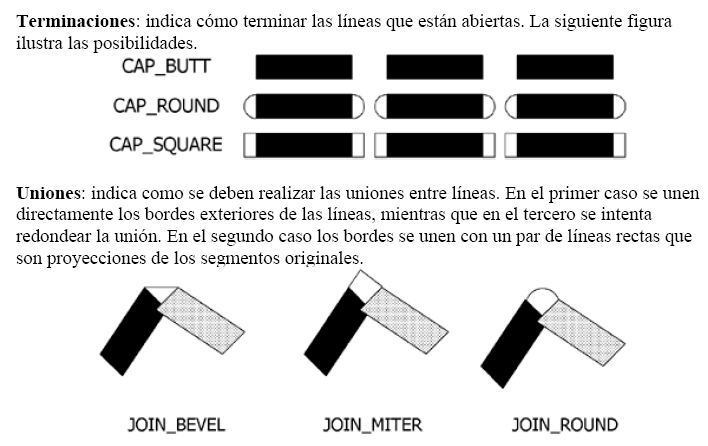 Terminaciones: indica cómo terminar las líneas que están abiertas. La siguiente figura
ilustra las posibilidades.
CAP_BUTT
CAP_ROUND
CAP_SQUARE
Uniones: indica como se deben realizar las uniones entre líneas. En el primer caso se unen
directamente los bordes exteriores de las líneas, mientras que en el tercero se intenta
redondear la unión. En el segundo caso los bordes se unen con un par de líneas rectas que
son proyecciones de los segmentos originales.
JOIN_BEVEL
JOIN_MITER
JOIN_ROUND